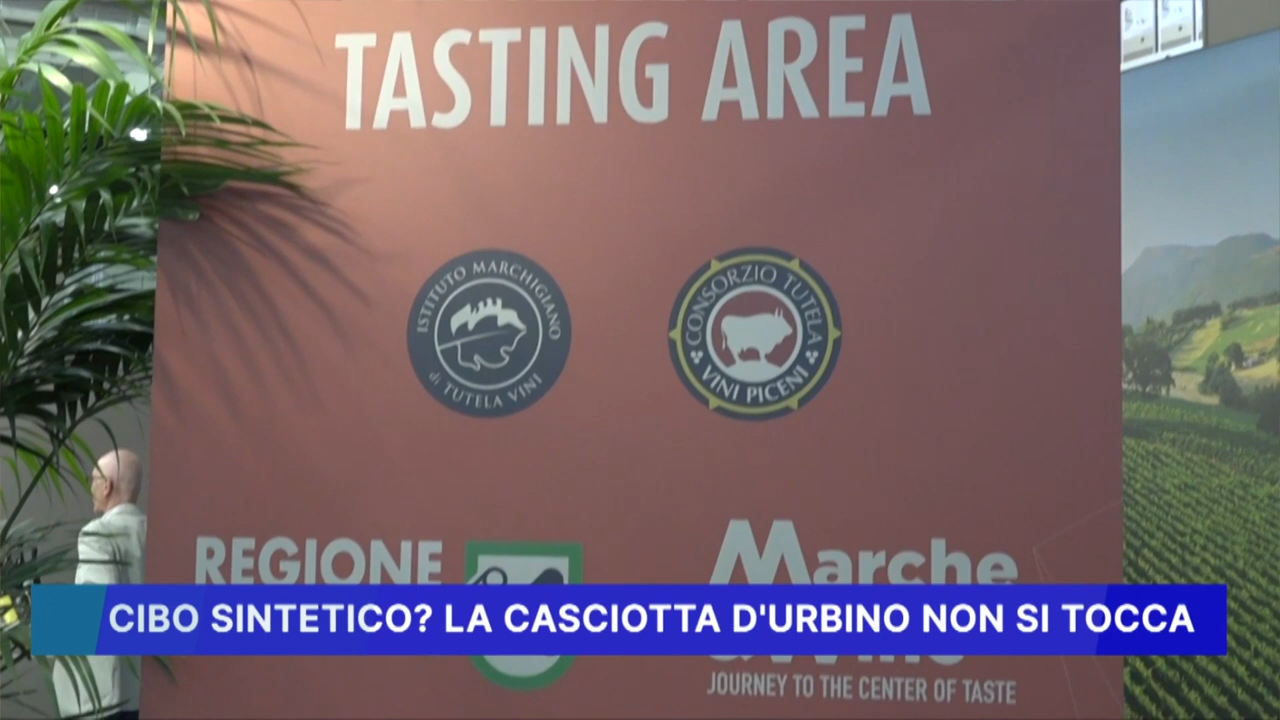 TASTING AREA
ISTITUTO MARCHIGIANO
di TUTELA VINI
CONSORZIO TUTELA
VINI PICENI
REGIONE
Marche
CIBO SINTETICO? LA CASCIOTTA D'URBINO NON SI TOCCA
JOURNEY TO THE CENTER OF TASTE